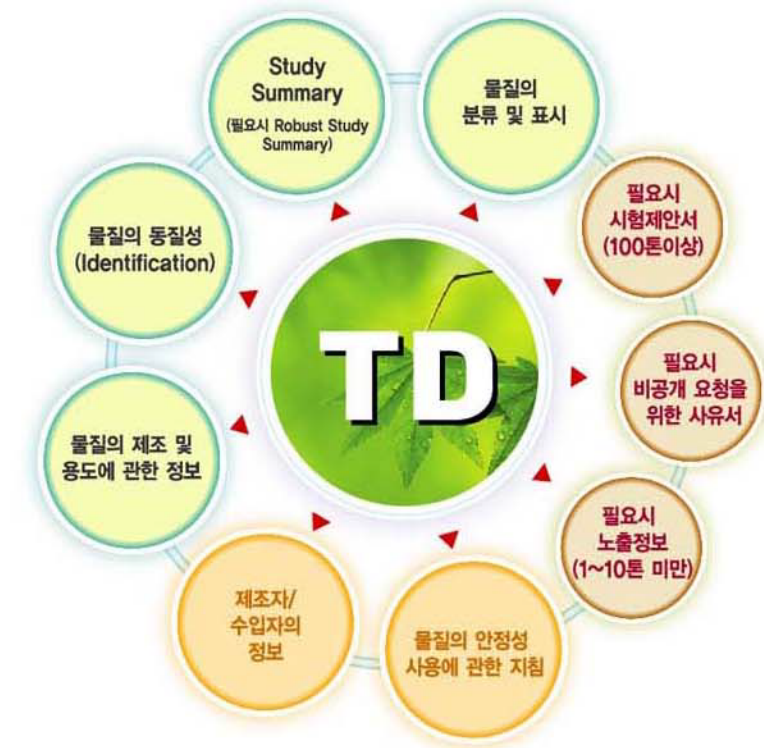 Study
Summary
(필요시 Robust Study
Summary)
물질의
분류 및 표시
필요시
시험제안서
(100톤이상)
물질의 동질성
(Identification)
TD
필요시
비공개 요청을
위한 사유서
물질의 제조 및
용도에 관한 정보
필요시
노출정보
(1~10톤 미만)
제조자/
수입자의
정보
물질의 안정성
사용에 관한 지침